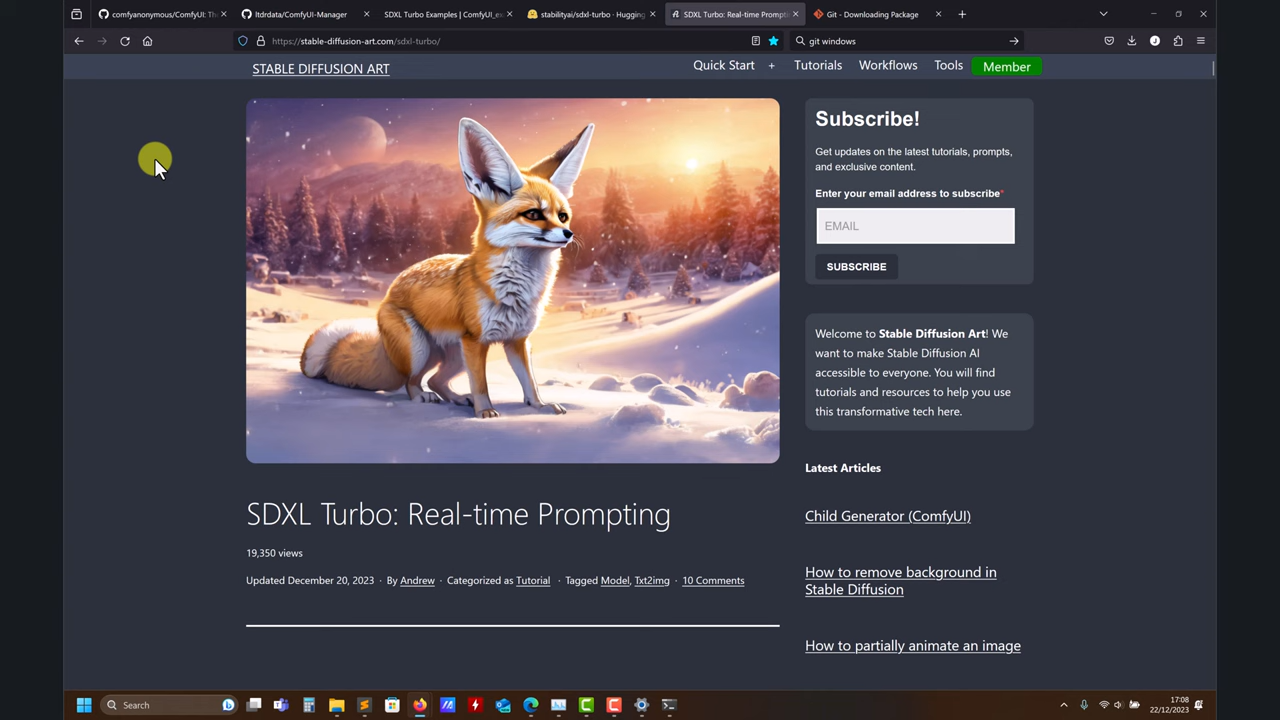 comfyanonymous/ComfyUI: Th
ltdrdata/ComfyUI-Manager
SDXL Turbo Examples | ComfyUI_ex
stabilityai/sdxl-turbo · Hugging
SDXL Turbo: Real-time Prompti
Git - Downloading Package
https://stable-diffusion-art.com/sdxl-turbo/
git windows
STABLE DIFFUSION ART
Quick Start + Tutorials Workflows Tools Member
Subscribe!
Get updates on the latest tutorials, prompts,
and exclusive content.
Enter your email address to subscribe*
EMAIL
SUBSCRIBE
Welcome to Stable Diffusion Art! We
want to make Stable Diffusion AI
accessible to everyone. You will find
tutorials and resources to help you use
this transformative tech here.
Latest Articles
Child Generator (ComfyUI)
How to remove background in
Stable Diffusion
How to partially animate an image
SDXL Turbo: Real-time Prompting
19,350 views
Updated December 20, 2023 · By Andrew · Categorized as Tutorial · Tagged Model, Txt2img · 10 Comments
Search
17:08
22/12/2023